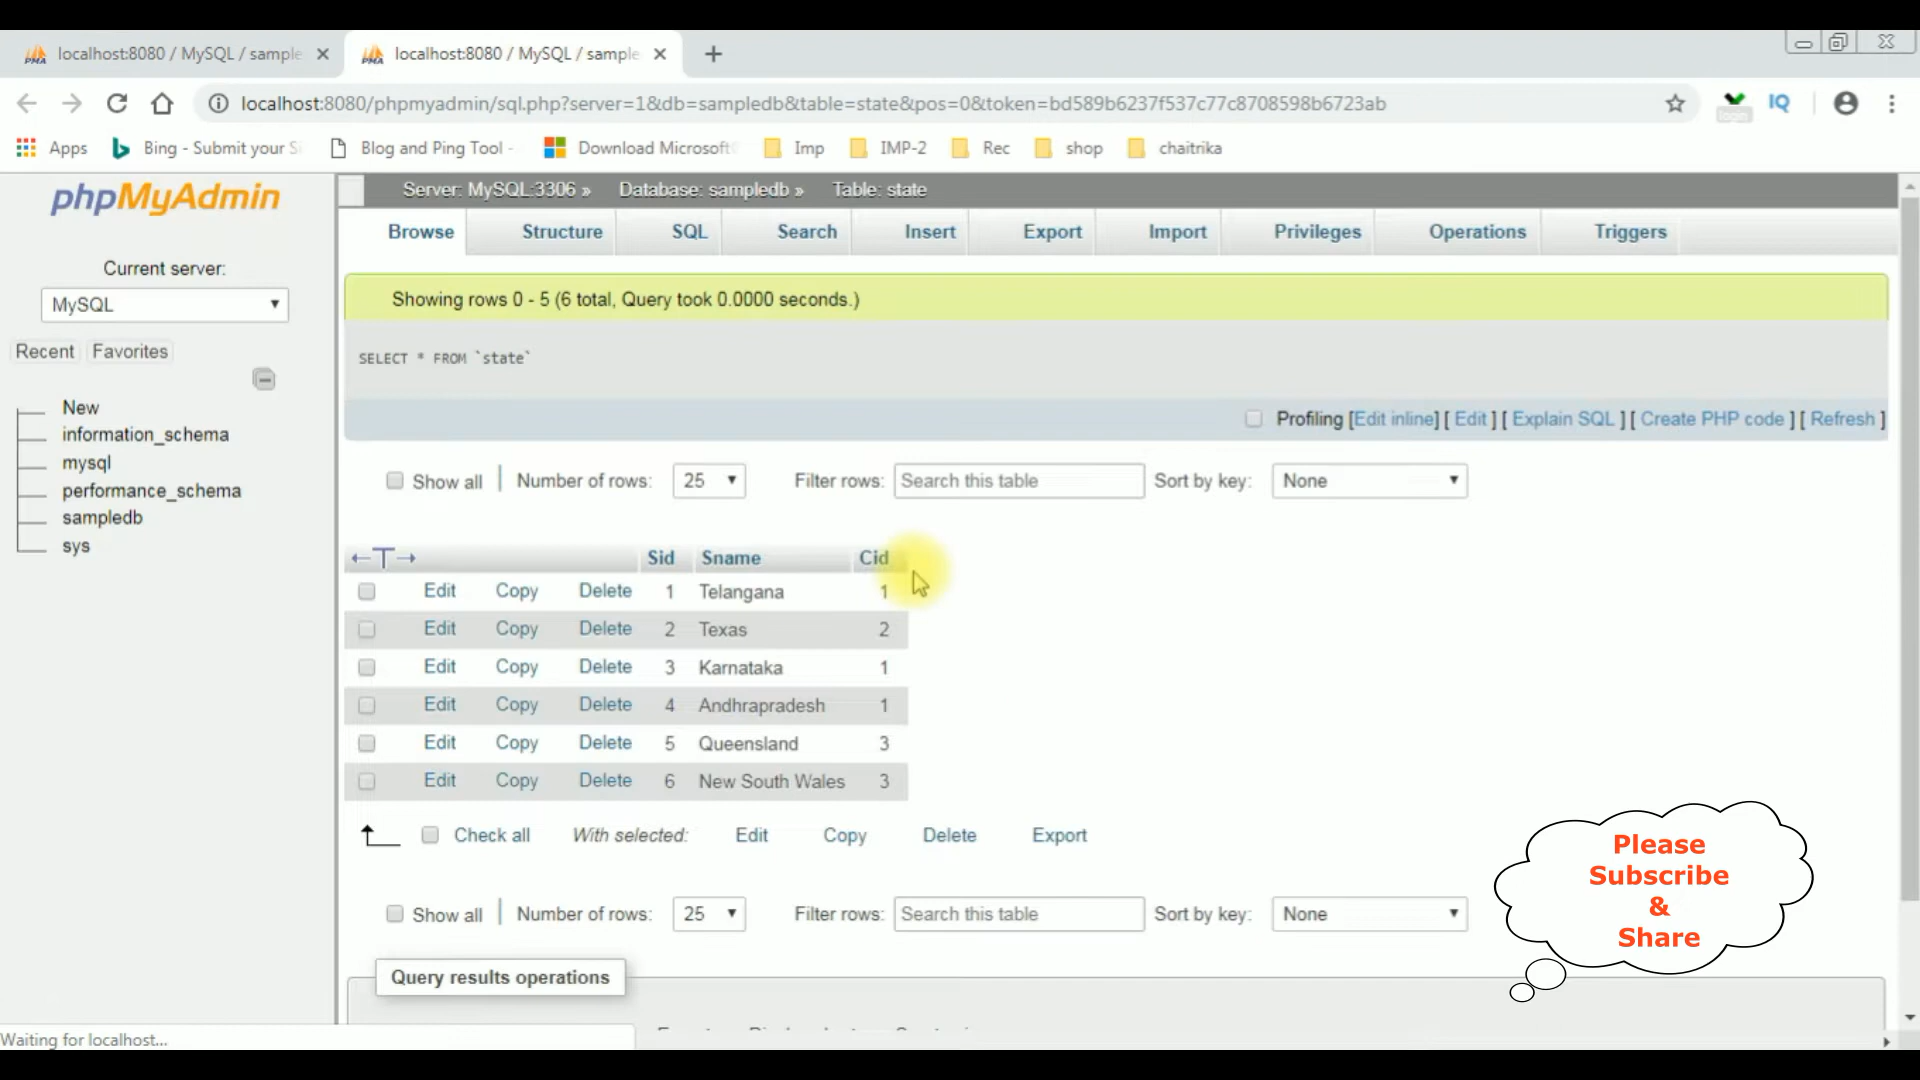 localhost:8080 / MySQL / sample
localhost:8080 / MySQL / sample
localhost:8080/phpmyadmin/sql.php?server=1&db=sampledb&table=state&pos=0&token=bd589b6237f537c77c8708598b6723ab
login
IQ
Apps
Bing - Submit your Si
Blog and Ping Tool -
Download Microsoft
Imp
IMP-2
Rec
shop
chaitrika
phpMyAdmin
Server: MySQL:3306 » Database: sampledb » Table: state
Browse Structure SQL Search Insert Export Import Privileges Operations Triggers
Current server:
MySQL
Recent Favorites
New
information_schema
mysql
performance_schema
sampledb
sys
Showing rows 0 - 5 (6 total, Query took 0.0000 seconds.)
SELECT * FROM `state`
Profiling [Edit inline] [ Edit ] [ Explain SQL ] [ Create PHP code ] [ Refresh ]
Show all | Number of rows: 25 Filter rows: Search this table Sort by key: None
←T→ Sid Sname Cid
Edit Copy Delete 1 Telangana 1
Edit Copy Delete 2 Texas 2
Edit Copy Delete 3 Karnataka 1
Edit Copy Delete 4 Andhrapradesh 1
Edit Copy Delete 5 Queensland 3
Edit Copy Delete 6 New South Wales 3
Check all With selected: Edit Copy Delete Export
Show all | Number of rows: 25 Filter rows: Search this table Sort by key: None
Query results operations
Please
Subscribe
&
Share
Waiting for localhost...